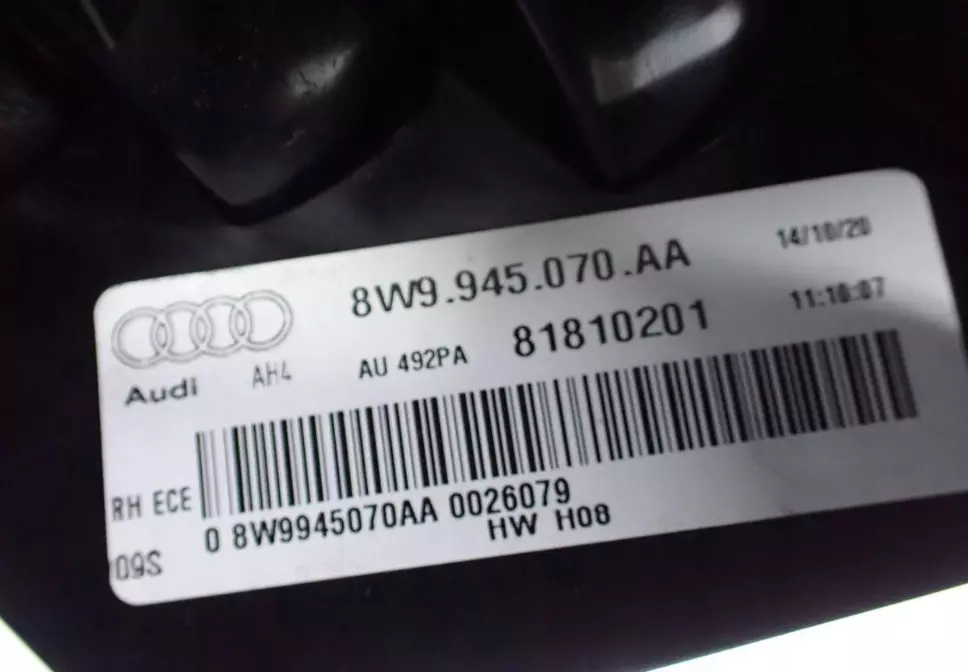 8W9.945.070.AA
14/10/20
Audi
AH4
AU 492PA
81810201
11:10:07
RH ECE
0 8W9945070AA 0026079
HW H08
09S